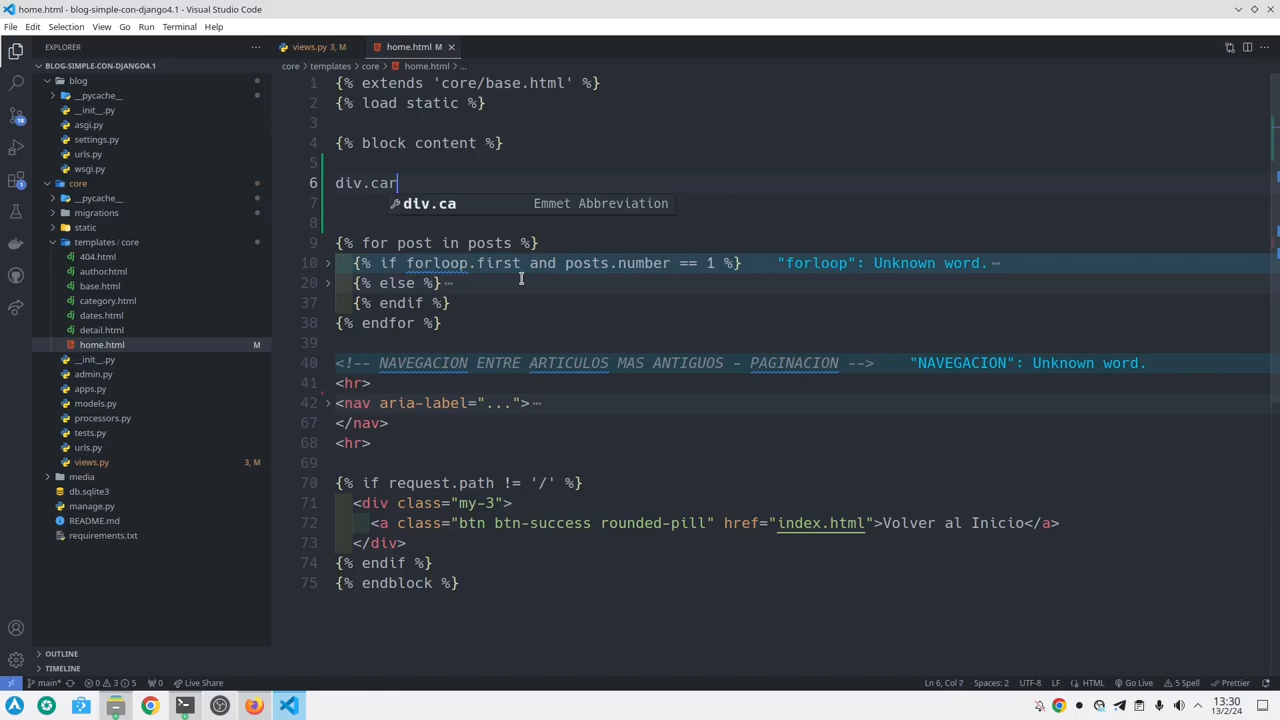 home.html - blog-simple-con-django4.1 - Visual Studio Code
File Edit Selection View Go Run Terminal Help
EXPLORER
views.py 3, M
home.html M
BLOG-SIMPLE-CON-DJANGO4.1
core > templates > core > home.html > ...
blog
__pycache__
__init__.py
asgi.py
settings.py
urls.py
wsgi.py
core
__pycache__
migrations
static
templates / core
404.html
author.html
base.html
category.html
dates.html
detail.html
home.html M
__init__.py
admin.py
apps.py
models.py
processors.py
tests.py
urls.py
views.py 3, M
media
db.sqlite3
manage.py
README.md
requirements.txt
OUTLINE
TIMELINE
1 {% extends 'core/base.html' %}
2 {% load static %}
3
4 {% block content %}
5
6 div.car
7 div.ca Emmet Abbreviation
8
9 {% for post in posts %}
10 {% if forloop.first and posts.number == 1 %} "forloop": Unknown word. ⋯
20 {% else %} ⋯
37 {% endif %}
38 {% endfor %}
39
40 <!-- NAVEGACION ENTRE ARTICULOS MAS ANTIGUOS - PAGINACION --> "NAVEGACION": Unknown word.
41 <hr>
42 <nav aria-label="..."> ⋯
67 </nav>
68 <hr>
69
70 {% if request.path != '/' %}
71 <div class="my-3">
72 <a class="btn btn-success rounded-pill" href="index.html">Volver al Inicio</a>
73 </div>
74 {% endif %}
75 {% endblock %}
main* 0 3 5 0 Live Share Ln 6, Col 7 Spaces: 2 UTF-8 LF HTML Go Live 5 Spell Prettier
13:30
13/2/24